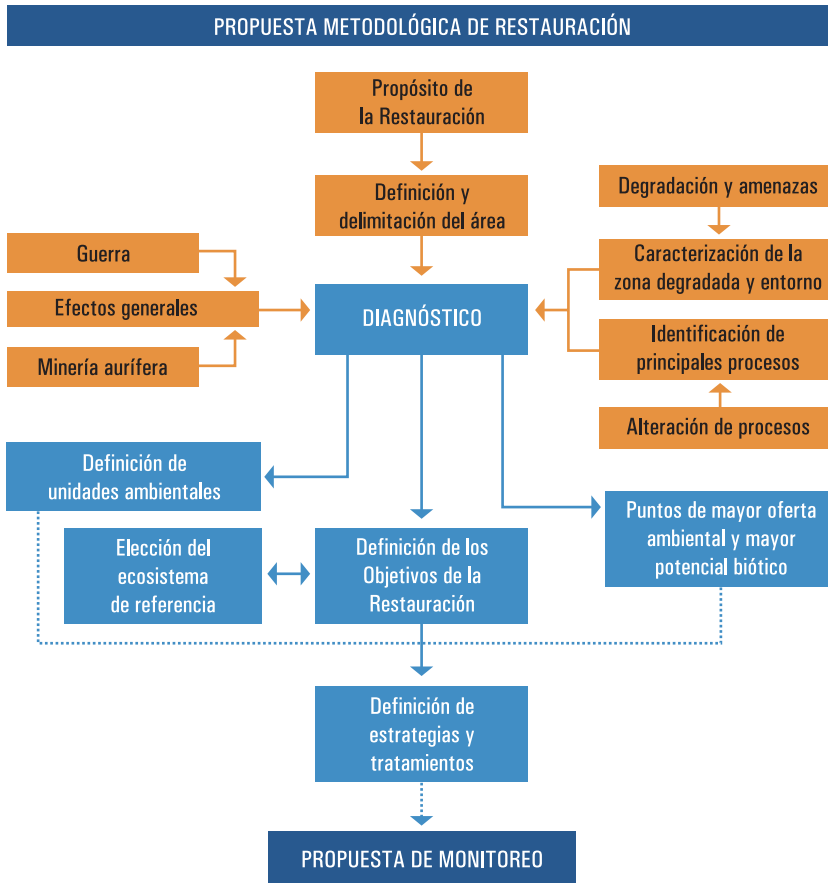 PROPUESTA METODOLÓGICA DE RESTAURACIÓN
Propósito de
la Restauración
Definición y
delimitación del área
Degradación y amenazas
Guerra
Caracterización de la
zona degradada y entorno
Efectos generales
DIAGNÓSTICO
Identificación de
principales procesos
Minería aurífera
Alteración de procesos
Definición de
unidades ambientales
Puntos de mayor oferta
ambiental y mayor
potencial biótico
Elección del
ecosistema
de referencia
Definición de los
Objetivos de la
Restauración
Definición de
estrategias y
tratamientos
PROPUESTA DE MONITOREO